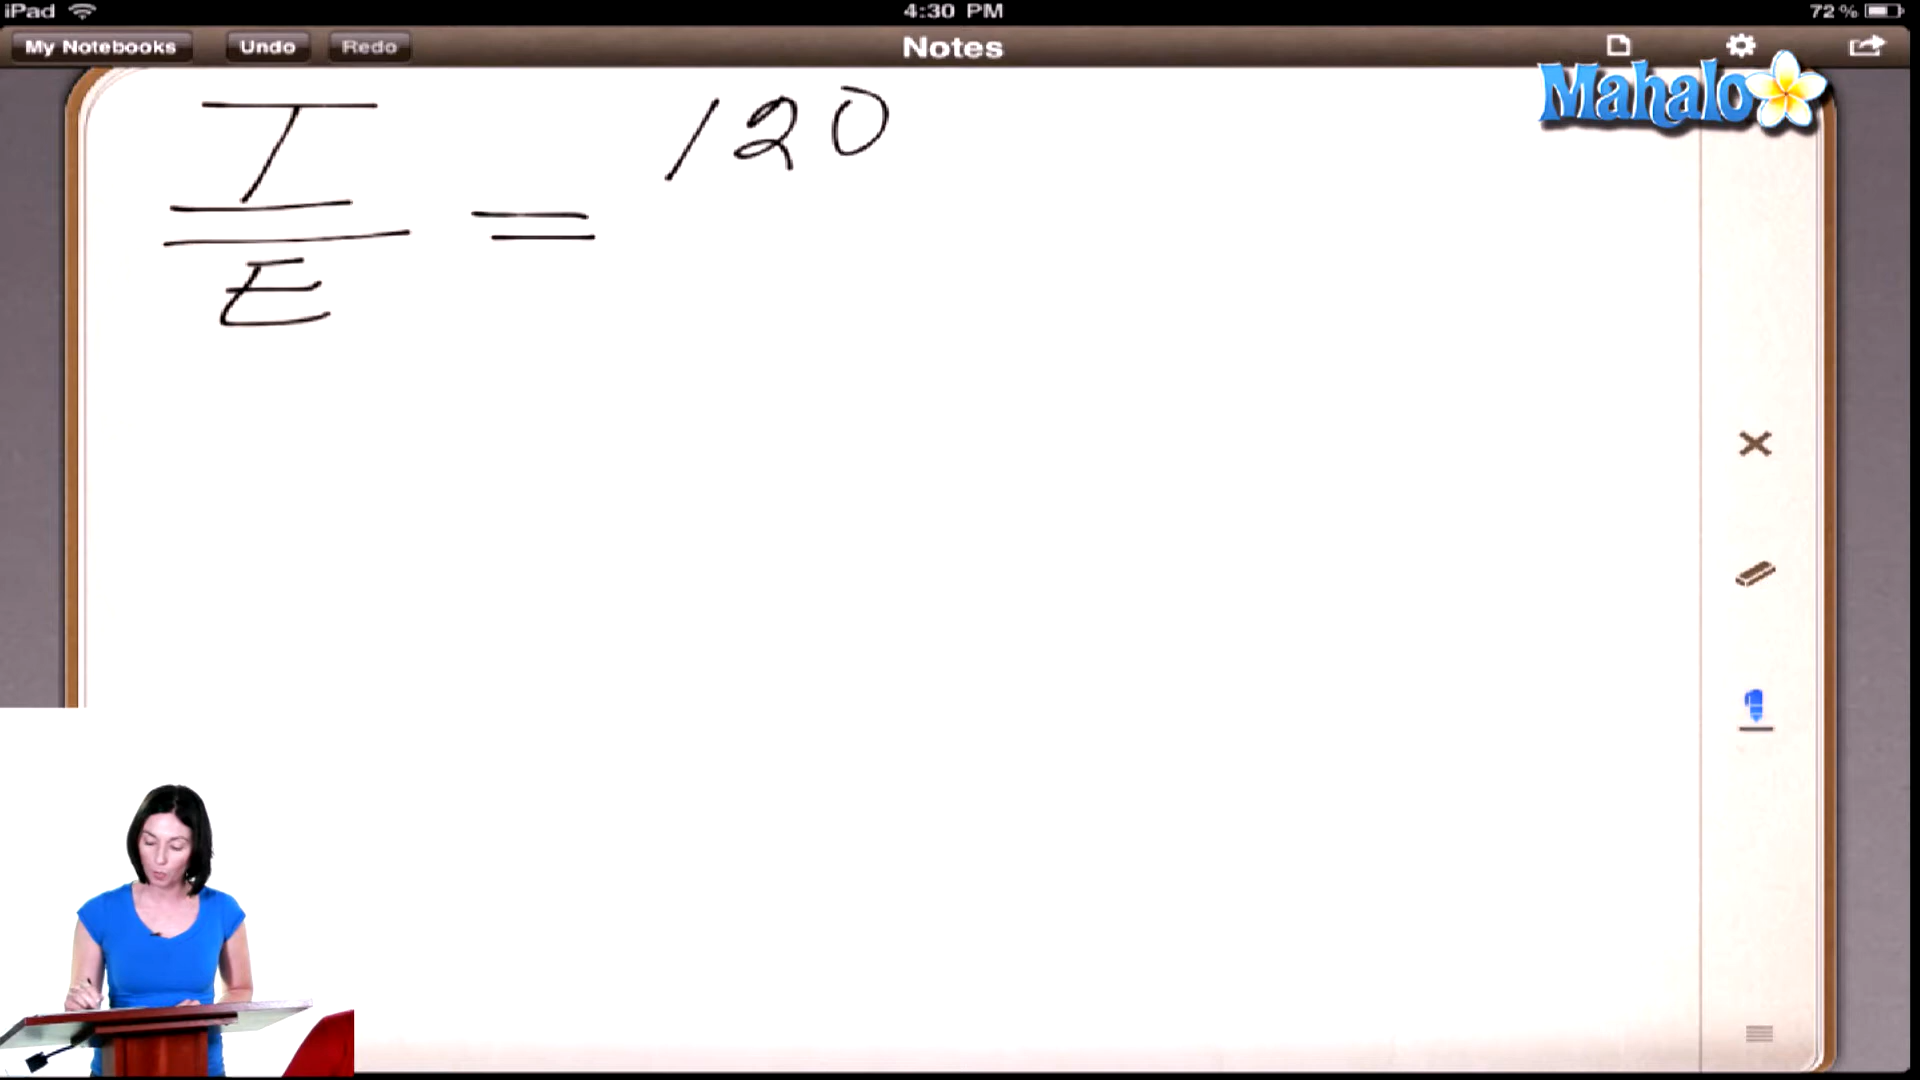 iPad 4:30 PM 72%
My Notebooks Undo Redo Notes
Mahalo
I 120
=
E